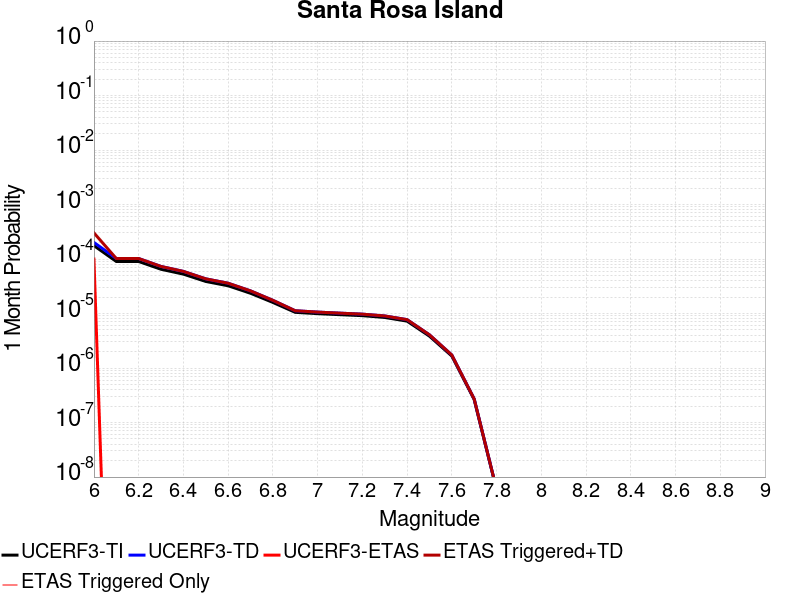 Santa Rosa Island
10^0
10^-1
10^-2
10^-3
10^-4
10^-5
10^-6
10^-7
10^-8
1 Month Probability
6 6.2 6.4 6.6 6.8 7 7.2 7.4 7.6 7.8 8 8.2 8.4 8.6 8.8 9
Magnitude
UCERF3-TI UCERF3-TD UCERF3-ETAS ETAS Triggered+TD
ETAS Triggered Only